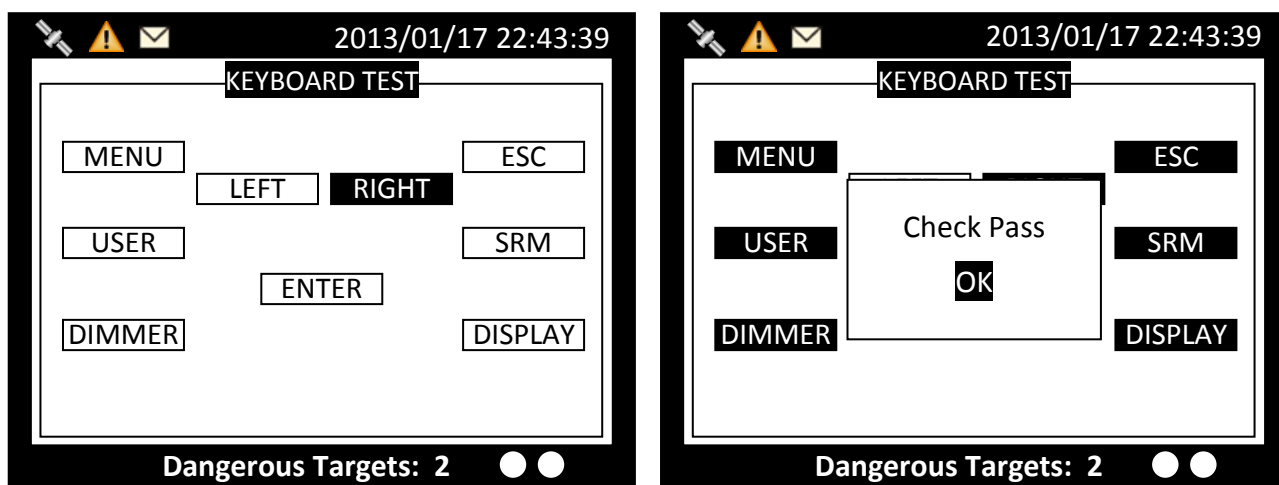 2013/01/17 22:43:39
KEYBOARD TEST
MENU
ESC
LEFT RIGHT
USER
SRM
ENTER
DIMMER
DISPLAY
Dangerous Targets: 2
2013/01/17 22:43:39
KEYBOARD TEST
MENU
ESC
Check Pass
USER
SRM
OK
DIMMER
DISPLAY
Dangerous Targets: 2